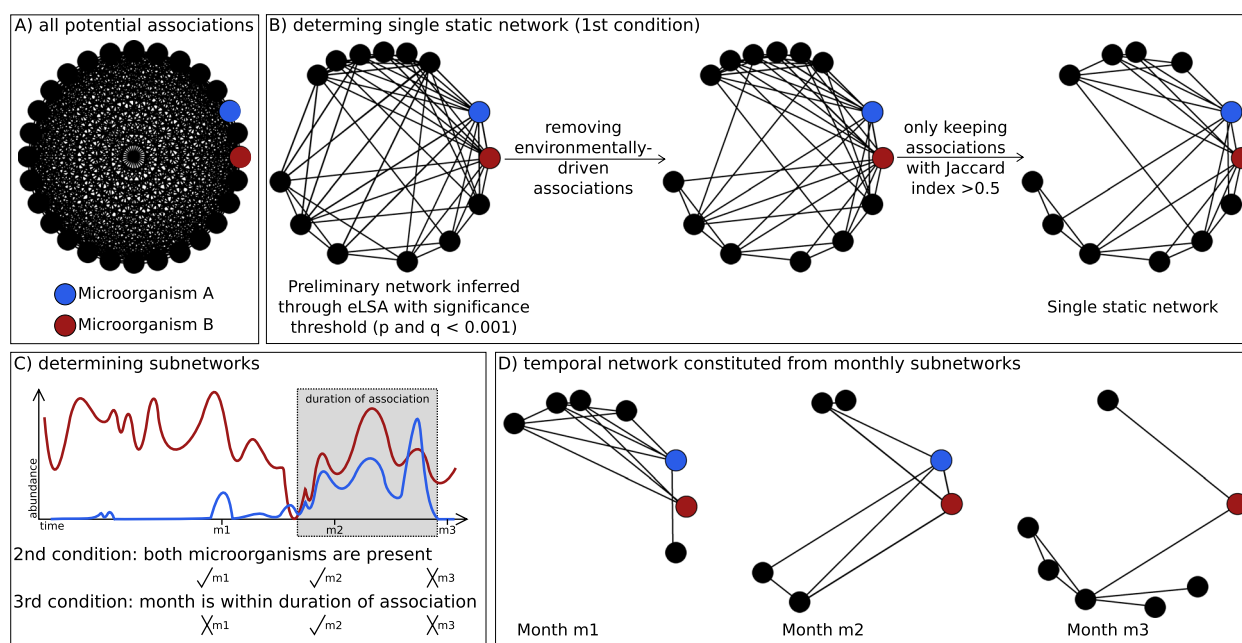 A) all potential associations
Microorganism A
Microorganism B
B) determing single static network (1st condition)
removing
environmentally-
driven
associations
only keeping
associations
with Jaccard
index >0.5
Preliminary network inferred
through eLSA with significance
threshold (p and q < 0.001)
Single static network
C) determining subnetworks
duration of association
abundance
time
m1
m2
m3
2nd condition: both microorganisms are present
✓m1 ✓m2 Xm3
3rd condition: month is within duration of association
Xm1 ✓m2 Xm3
D) temporal network constituted from monthly subnetworks
Month m1
Month m2
Month m3